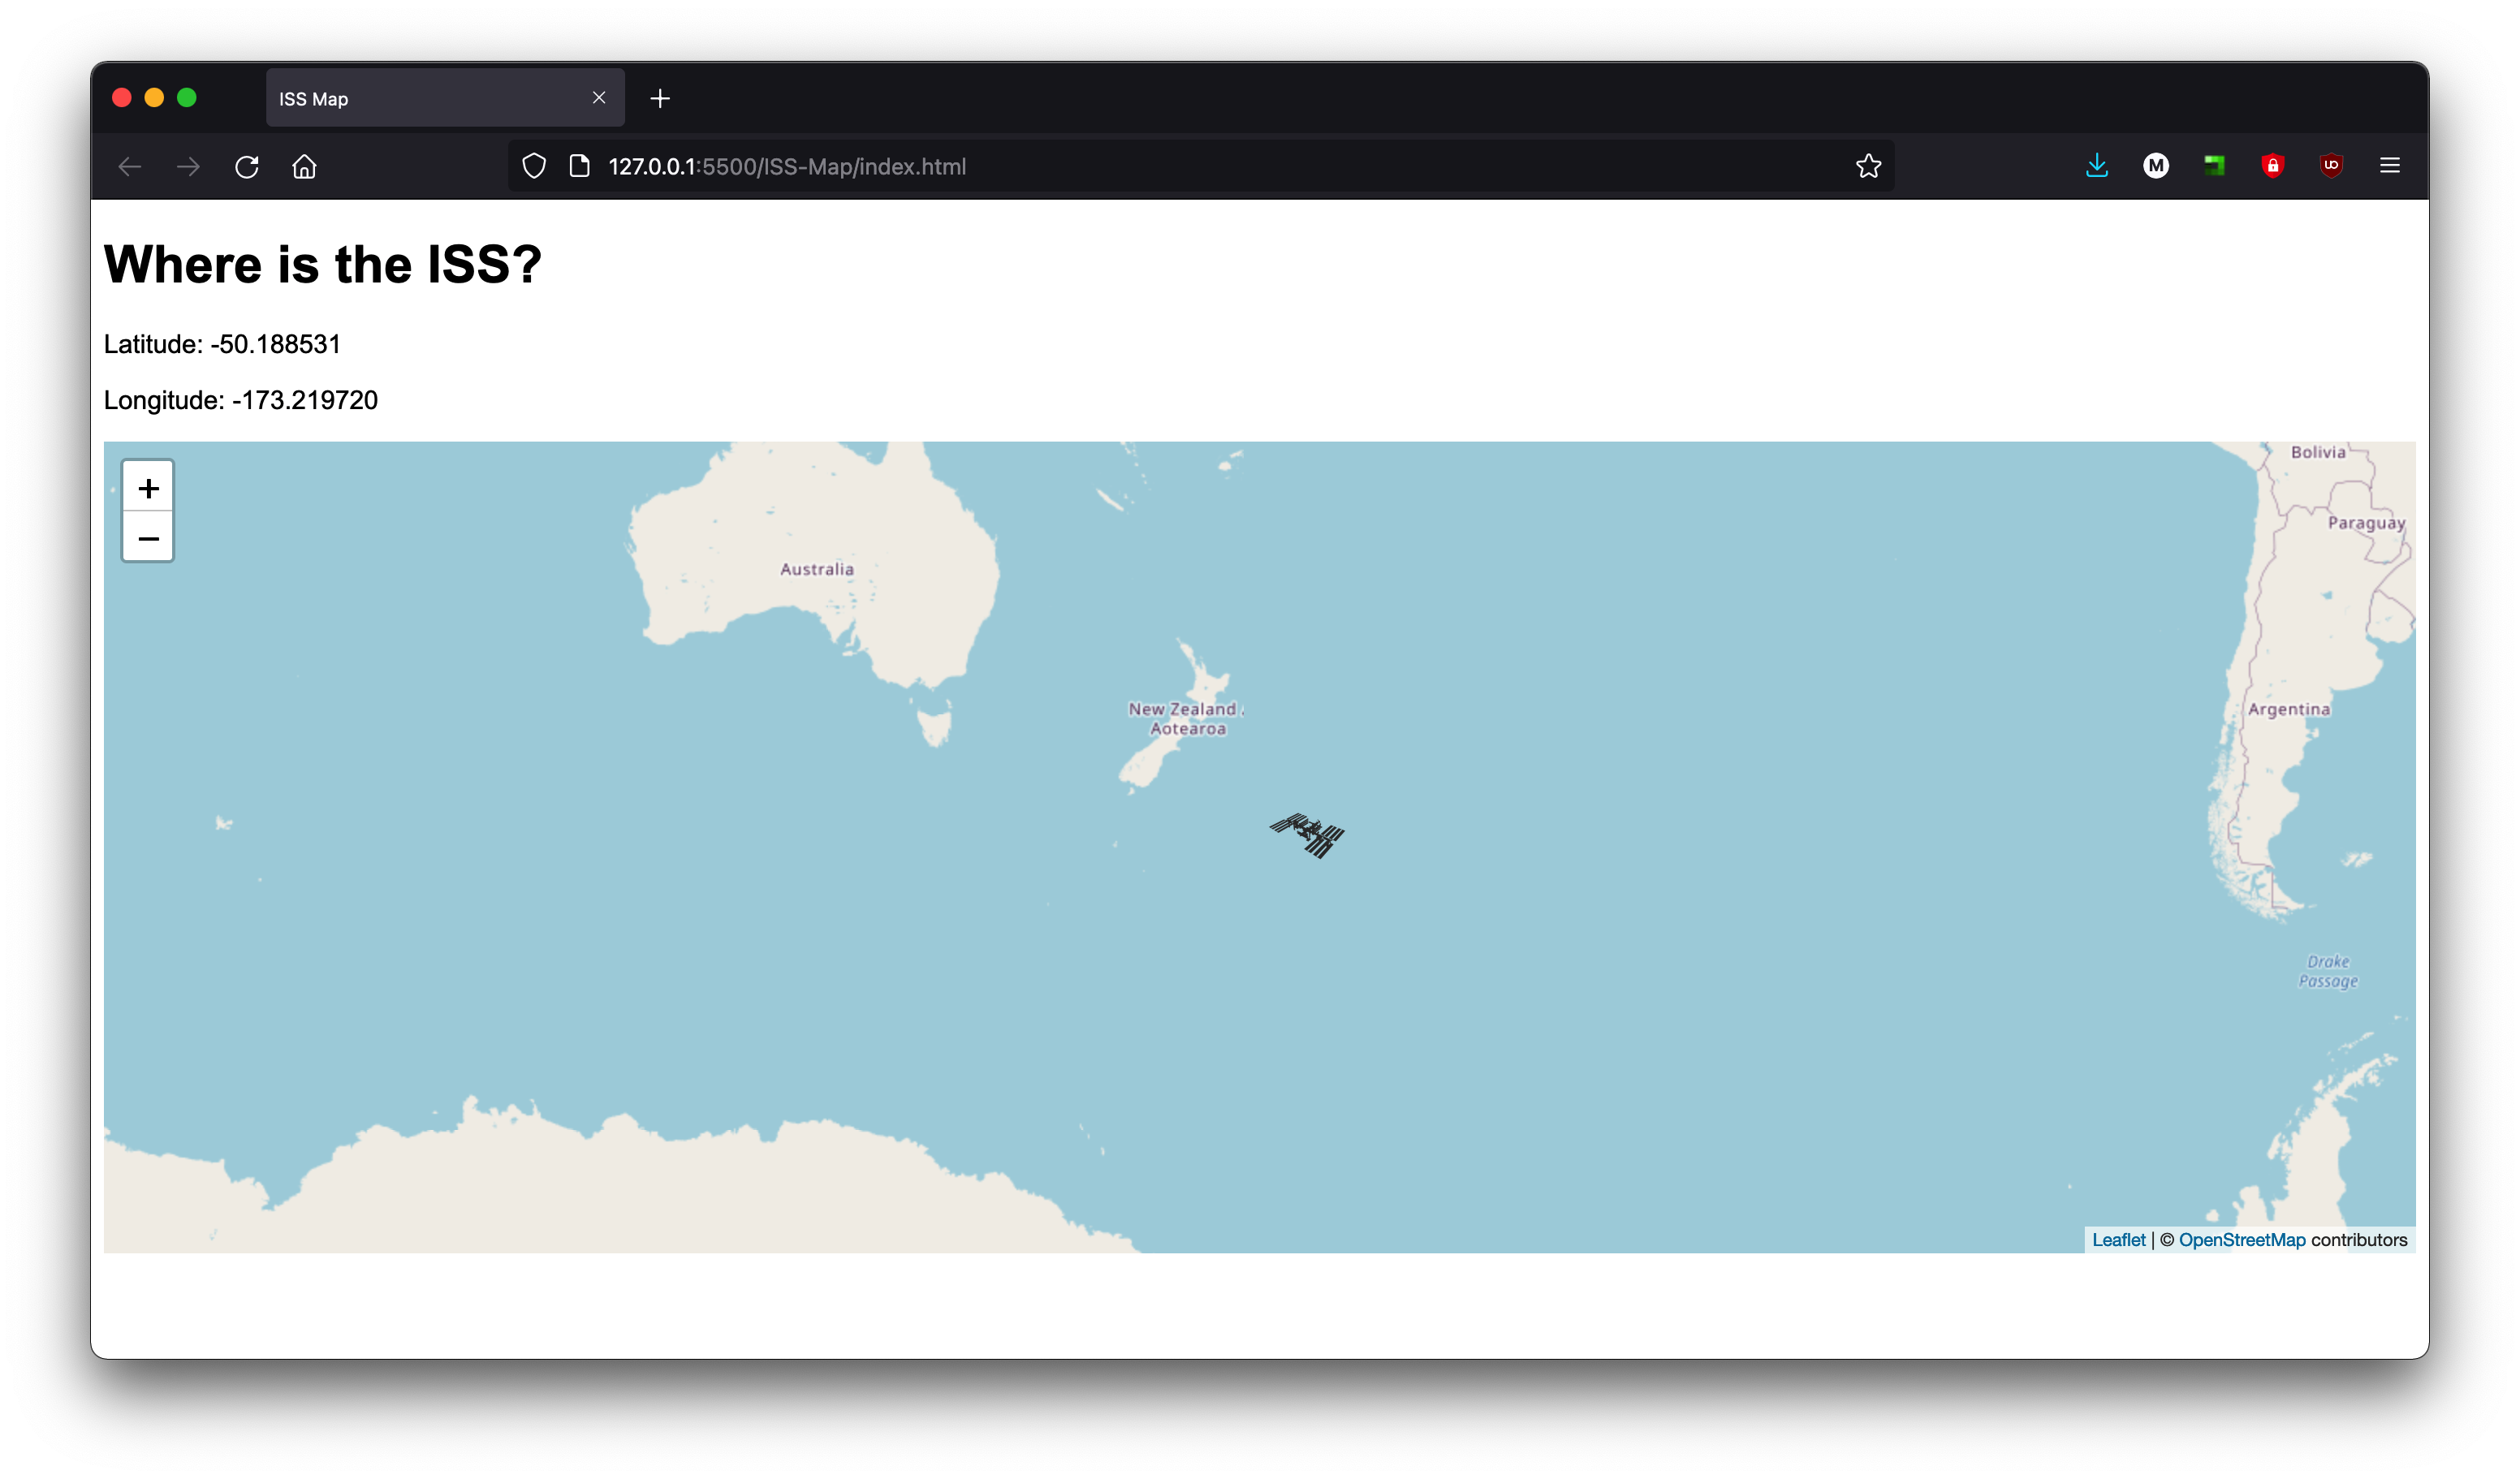 ISS Map
127.0.0.1:5500/ISS-Map/index.html
M
Where is the ISS?
Latitude: -50.188531
Longitude: -173.219720
+
−
Bolivia
Paraguay
Australia
New Zealand
Aotearoa
Argentina
Drake
Passage
Leaflet | © OpenStreetMap contributors